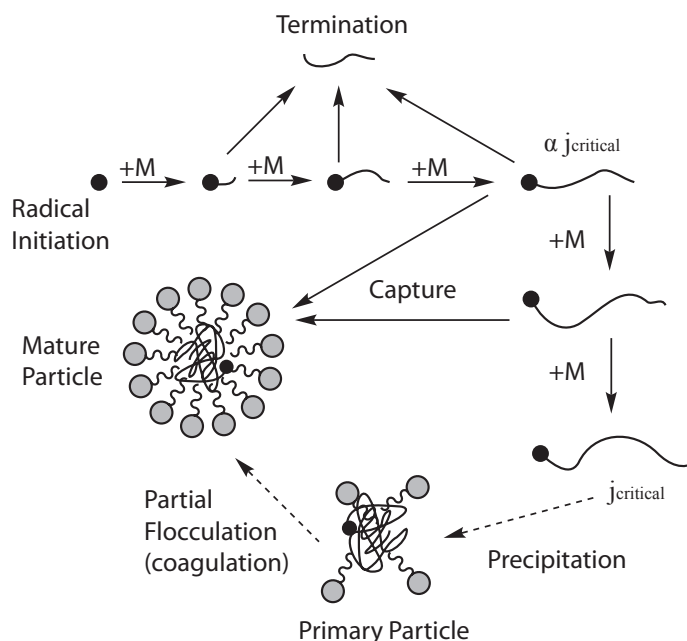 Termination
α jcritical
+M
+M
+M
Radical
Initiation
+M
Capture
Mature
Particle
+M
jcritical
Partial
Flocculation
(coagulation)
Precipitation
Primary Particle